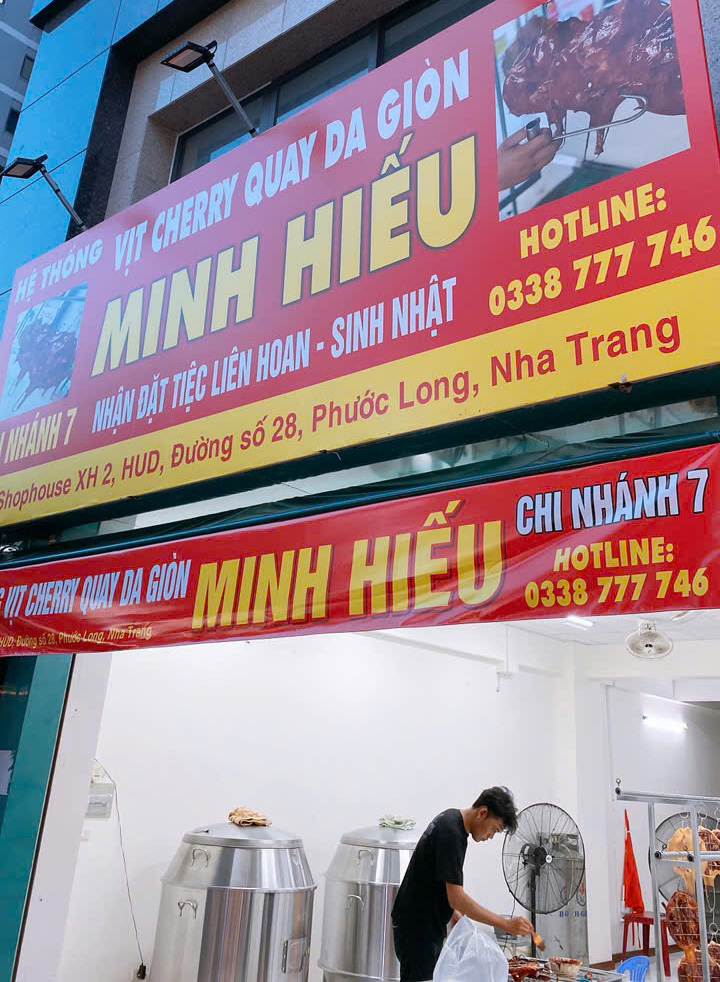 HỆ THỐNG VỊT CHERRY QUAY DA GIÒN
MINH HIẾU
NHẬN ĐẶT TIỆC LIÊN HOAN - SINH NHẬT
HOTLINE:
0338 777 746
NHÁNH 7
Shophouse XH 2, HUD, Đường số 28, Phước Long, Nha Trang
VỊT CHERRY QUAY DA GIÒN
MINH HIẾU
CHI NHÁNH 7
HOTLINE:
0338 777 746
HUD, Đường số 28, Phước Long, Nha Trang